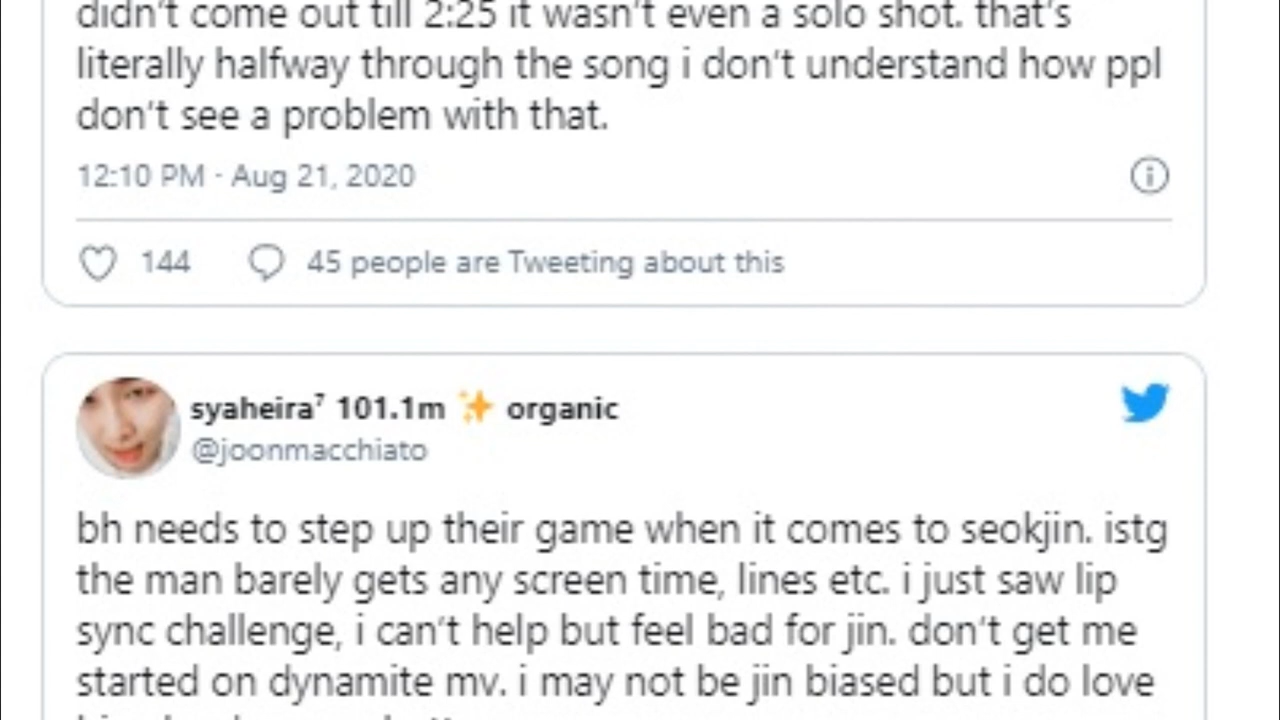 didn't come out till 2:25 it wasn't even a solo shot. that's
literally halfway through the song i don't understand how ppl
don't see a problem with that.
12:10 PM · Aug 21, 2020
144 45 people are Tweeting about this
syaheira⁷ 101.1m ✨ organic
@joonmacchiato
bh needs to step up their game when it comes to seokjin. istg
the man barely gets any screen time, lines etc. i just saw lip
sync challenge, i can't help but feel bad for jin. don't get me
started on dynamite mv. i may not be jin biased but i do love